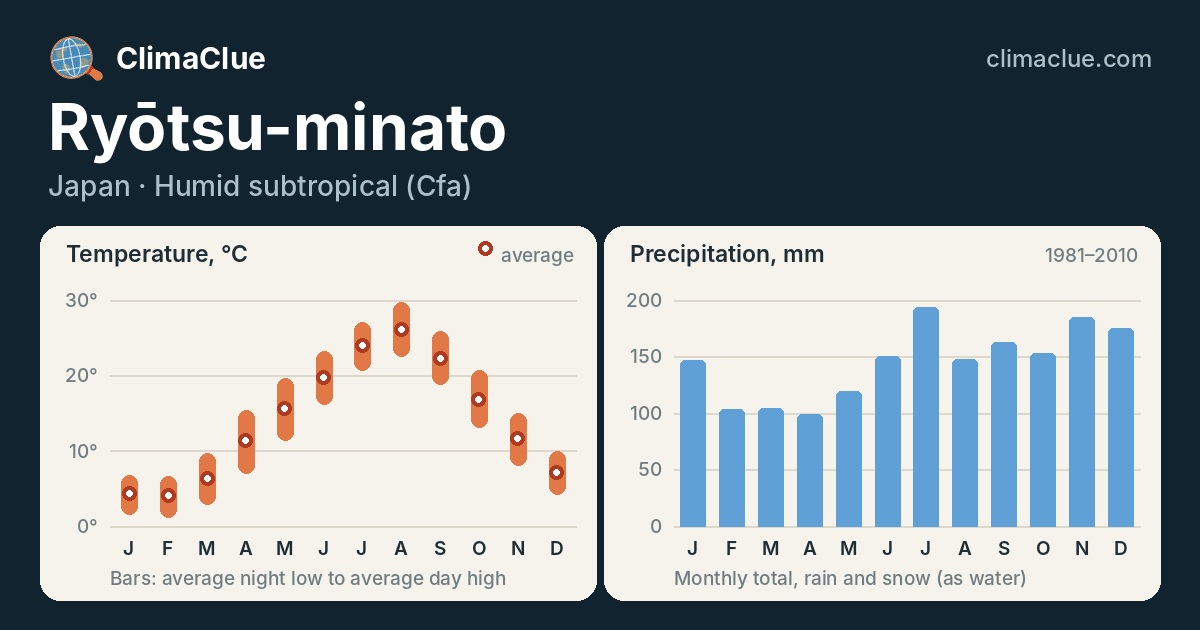 ClimaClue
climaclue.com
Ryōtsu-minato
Japan · Humid subtropical (Cfa)
Temperature, °C
average
30°
20°
10°
0°
J F M A M J J A S O N D
Bars: average night low to average day high
Precipitation, mm
1981–2010
200
150
100
50
0
J F M A M J J A S O N D
Monthly total, rain and snow (as water)